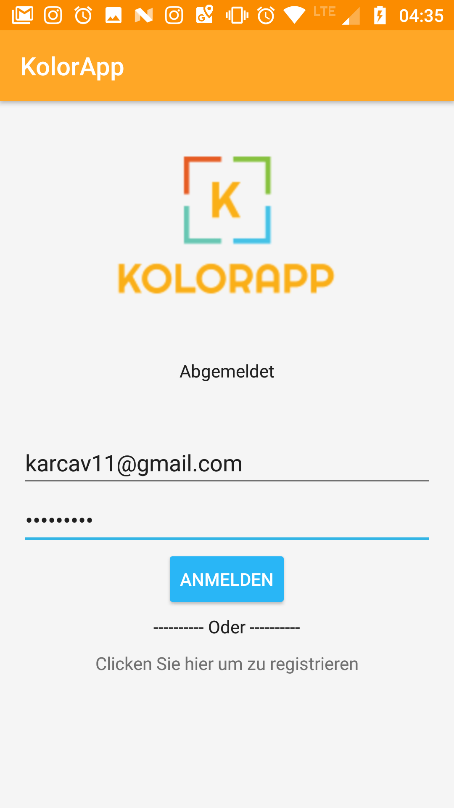 LTE 04:35
KolorApp
K
KOLORAPP
Abgemeldet
karcav11@gmail.com
•••••••••
ANMELDEN
---------- Oder ----------
Clicken Sie hier um zu registrieren